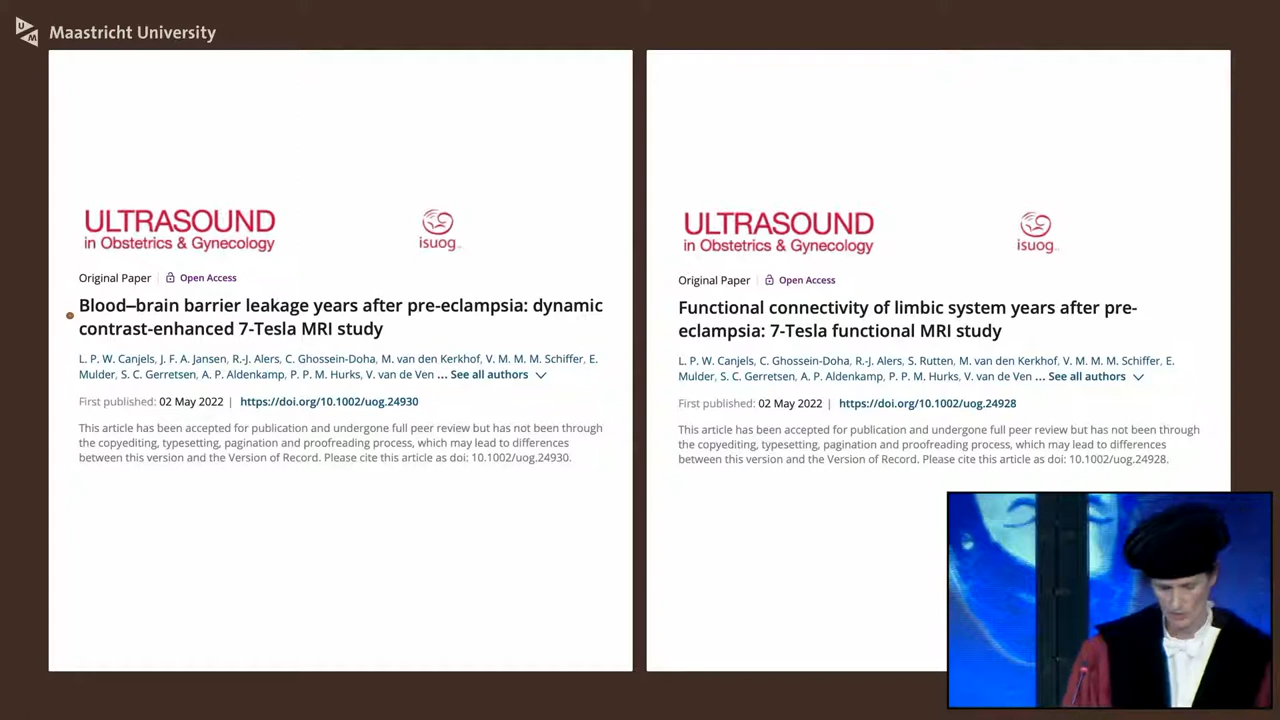 Maastricht University
ULTRASOUND
in Obstetrics & Gynecology
isuog
Original Paper | Open Access
Blood–brain barrier leakage years after pre-eclampsia: dynamic
contrast-enhanced 7-Tesla MRI study
L. P. W. Canjels, J. F. A. Jansen, R.-J. Alers, C. Ghossein-Doha, M. van den Kerkhof, V. M. M. M. Schiffer, E.
Mulder, S. C. Gerretsen, A. P. Aldenkamp, P. P. M. Hurks, V. van de Ven ... See all authors
First published: 02 May 2022 | https://doi.org/10.1002/uog.24930
This article has been accepted for publication and undergone full peer review but has not been through
the copyediting, typesetting, pagination and proofreading process, which may lead to differences
between this version and the Version of Record. Please cite this article as doi: 10.1002/uog.24930.
ULTRASOUND
in Obstetrics & Gynecology
isuog
Original Paper | Open Access
Functional connectivity of limbic system years after pre-
eclampsia: 7-Tesla functional MRI study
L. P. W. Canjels, C. Ghossein-Doha, R.-J. Alers, S. Rutten, M. van den Kerkhof, V. M. M. M. Schiffer, E.
Mulder, S. C. Gerretsen, A. P. Aldenkamp, P. P. M. Hurks, V. van de Ven ... See all authors
First published: 02 May 2022 | https://doi.org/10.1002/uog.24928
This article has been accepted for publication and undergone full peer review but has not been through
the copyediting, typesetting, pagination and proofreading process, which may lead to differences
between this version and the Version of Record. Please cite this article as doi: 10.1002/uog.24928.